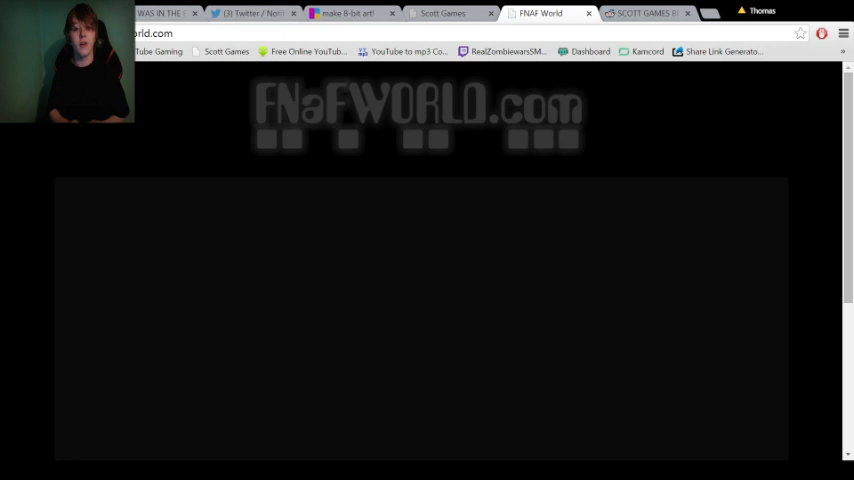 WAS IN THE
(3) Twitter / Notif
make 8-bit art!
Scott Games
FNAF World
SCOTT GAMES
Thomas
rld.com
Tube Gaming
Scott Games
Free Online YouTub...
YouTube to mp3 Co...
RealZombiewarsSM...
Dashboard
Kamcord
Share Link Generato...
»
FNaFWORLD.com